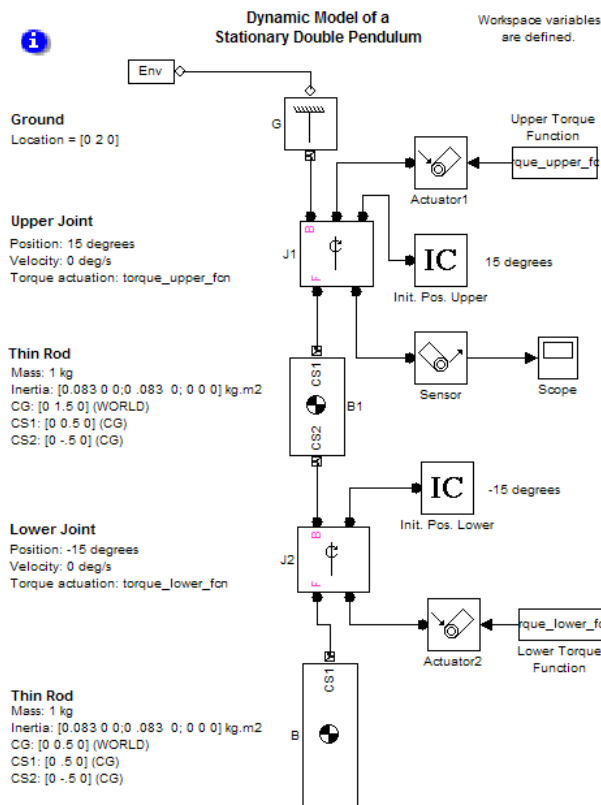 Dynamic Model of a
Stationary Double Pendulum
Workspace variables
are defined.
i
Env
Ground
Location = [0 2 0]
G
Upper Torque
Function
rque_upper_fc
Actuator1
Upper Joint
Position: 15 degrees
Velocity: 0 deg/s
Torque actuation: torque_upper_fcn
J1
B
F
IC
15 degrees
Init. Pos. Upper
Thin Rod
Mass: 1 kg
Inertia: [0.083 0 0;0 .083 0; 0 0 0] kg.m2
CG: [0 1.5 0] (WORLD)
CS1: [0 0.5 0] (CG)
CS2: [0 -.5 0] (CG)
CS1
CS2
B1
Sensor
Scope
IC
-15 degrees
Init. Pos. Lower
Lower Joint
Position: -15 degrees
Velocity: 0 deg/s
Torque actuation: torque_lower_fcn
J2
B
F
Actuator2
rque_lower_fc
Lower Torque
Function
Thin Rod
Mass: 1 kg
Inertia: [0.083 0 0;0 .083 0; 0 0 0] kg.m2
CG: [0 0.5 0] (WORLD)
CS1: [0 .5 0] (CG)
CS2: [0 -.5 0] (CG)
CS1
B